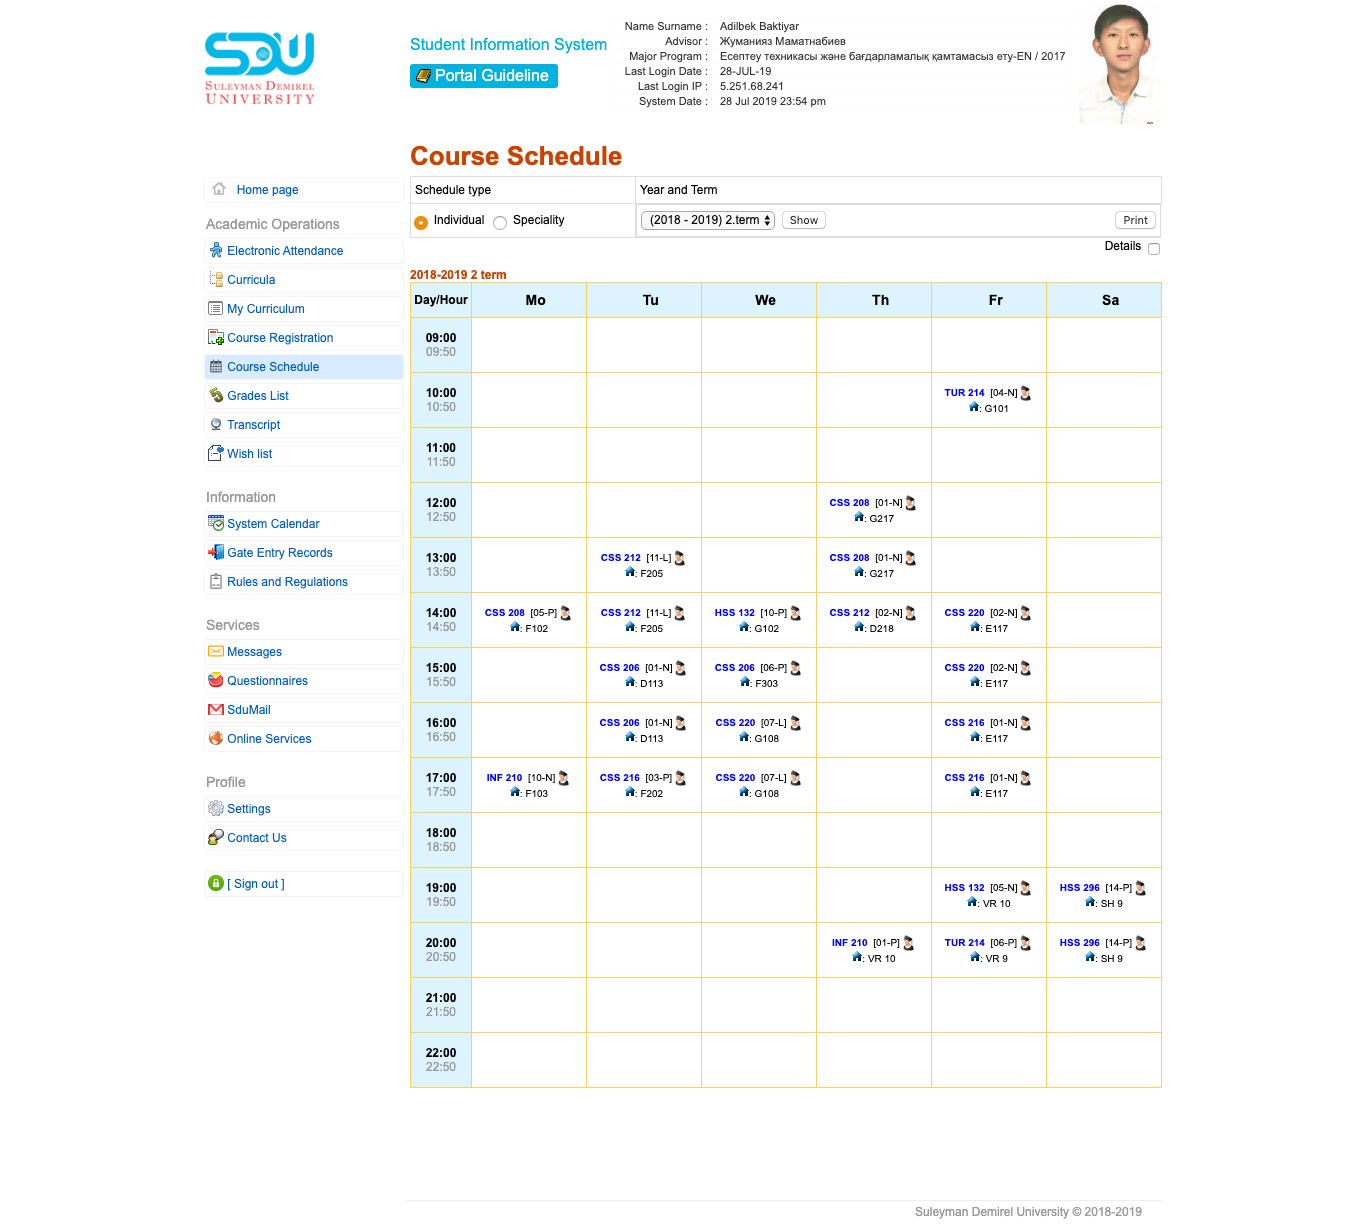 SDU
SULEYMAN DEMIREL
UNIVERSITY
Student Information System
Portal Guideline
Name Surname : Adilbek Baktiyar
Advisor : Жуманияз Маматнабиев
Major Program : Есептеу техникасы және бағдарламалық қамтамасыз ету-EN / 2017
Last Login Date : 28-JUL-19
Last Login IP : 5.251.68.241
System Date : 28 Jul 2019 23:54 pm
Home page
Academic Operations
Electronic Attendance
Curricula
My Curriculum
Course Registration
Course Schedule
Grades List
Transcript
Wish list
Information
System Calendar
Gate Entry Records
Rules and Regulations
Services
Messages
Questionnaires
SduMail
Online Services
Profile
Settings
Contact Us
[ Sign out ]
Course Schedule
Schedule type Year and Term
Individual Speciality (2018 - 2019) 2.term Show Print
Details
2018-2019 2 term
Day/Hour Mo Tu We Th Fr Sa
09:00
09:50
10:00 TUR 214 [04-N]
10:50 : G101
11:00
11:50
12:00 CSS 208 [01-N]
12:50 : G217
13:00 CSS 212 [11-L] CSS 208 [01-N]
13:50 : F205 : G217
14:00 CSS 208 [05-P] CSS 212 [11-L] HSS 132 [10-P] CSS 212 [02-N] CSS 220 [02-N]
14:50 : F102 : F205 : G102 : D218 : E117
15:00 CSS 206 [01-N] CSS 206 [06-P] CSS 220 [02-N]
15:50 : D113 : F303 : E117
16:00 CSS 206 [01-N] CSS 220 [07-L] CSS 216 [01-N]
16:50 : D113 : G108 : E117
17:00 INF 210 [10-N] CSS 216 [03-P] CSS 220 [07-L] CSS 216 [01-N]
17:50 : F103 : F202 : G108 : E117
18:00
18:50
19:00 HSS 132 [05-N] HSS 296 [14-P]
19:50 : VR 10 : SH 9
20:00 INF 210 [01-P] TUR 214 [06-P] HSS 296 [14-P]
20:50 : VR 10 : VR 9 : SH 9
21:00
21:50
22:00
22:50
Suleyman Demirel University © 2018-2019